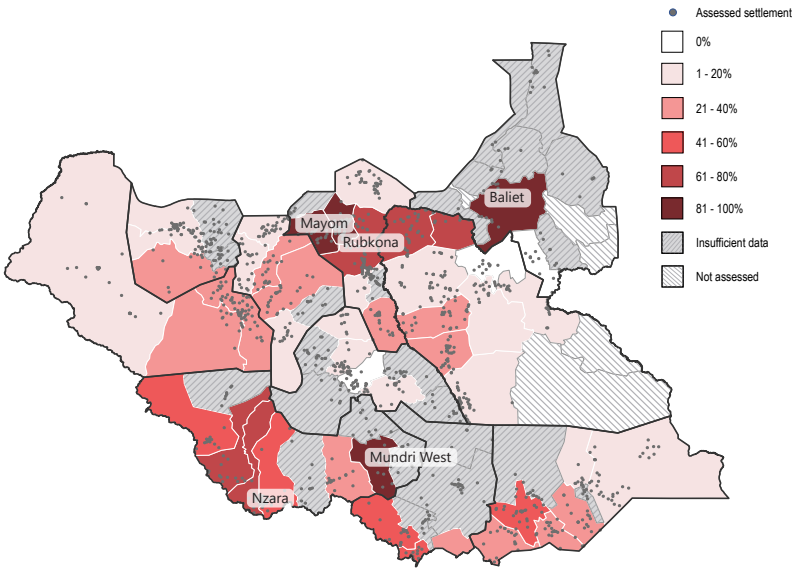 Assessed settlement
0%
1 - 20%
21 - 40%
41 - 60%
61 - 80%
81 - 100%
Insufficient data
Not assessed
Baliet
Mayom
Rubkona
Mundri West
Nzara